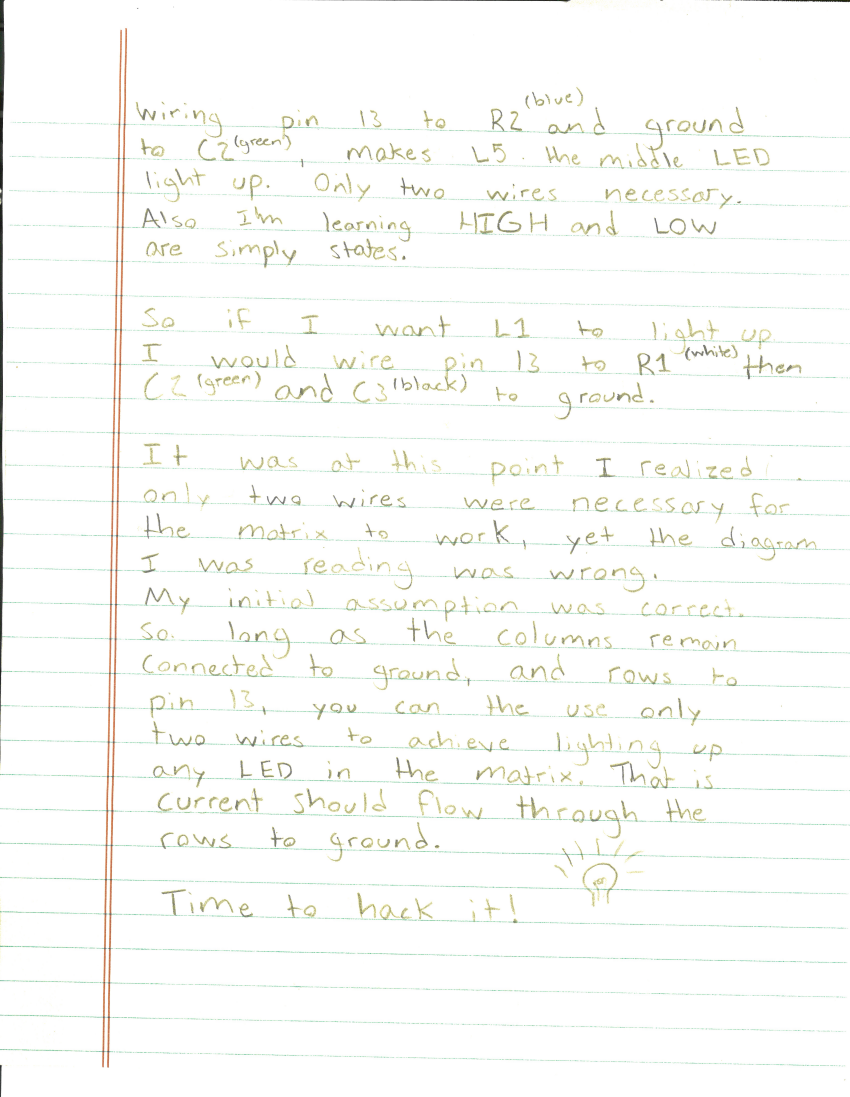 wiring pin 13 to R2 (blue) and ground
to C2 (green), makes L5. the middle LED
light up. Only two wires necessary.
Also I'm learning HIGH and LOW
are simply states.
So if I want L1 to light up
I would wire pin 13 to R1 (white) then
C2 (green) and C3 (black) to ground.
It was at this point I realized.
only two wires were necessary for
the matrix to work, yet the diagram
I was reading was wrong.
My initial assumption was correct.
So. long as the columns remain
Connected to ground, and rows to
pin 13, you can the use only
two wires to achieve lighting up
any LED in the matrix. That is
current should flow through the
rows to ground.
Time to hack it!